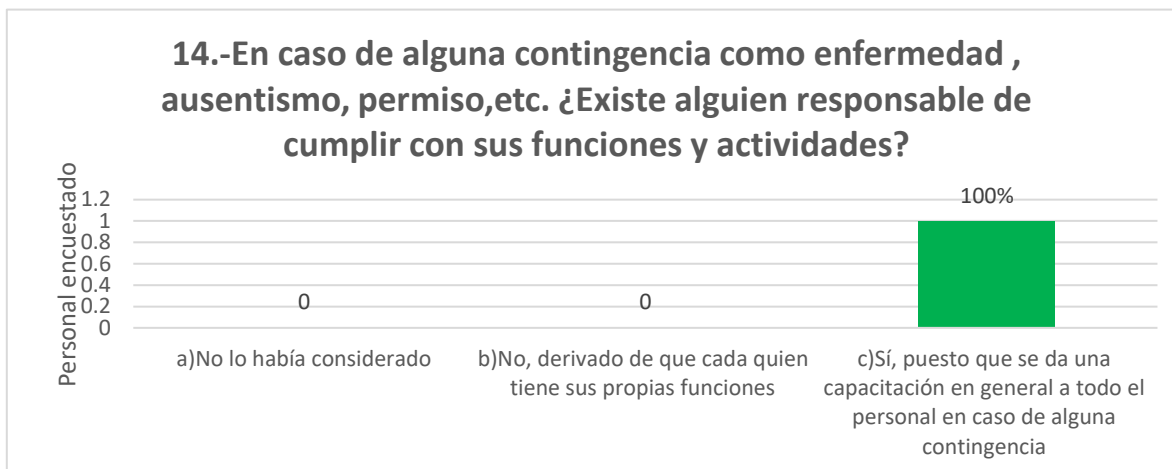 14.-En caso de alguna contingencia como enfermedad ,
ausentismo, permiso,etc. ¿Existe alguien responsable de
cumplir con sus funciones y actividades?
Personal encuestado
1.2
1
0.8
0.6
0.4
0.2
0
0
0
100%
a)No lo había considerado
b)No, derivado de que cada quien
tiene sus propias funciones
c)Sí, puesto que se da una
capacitación en general a todo el
personal en caso de alguna
contingencia